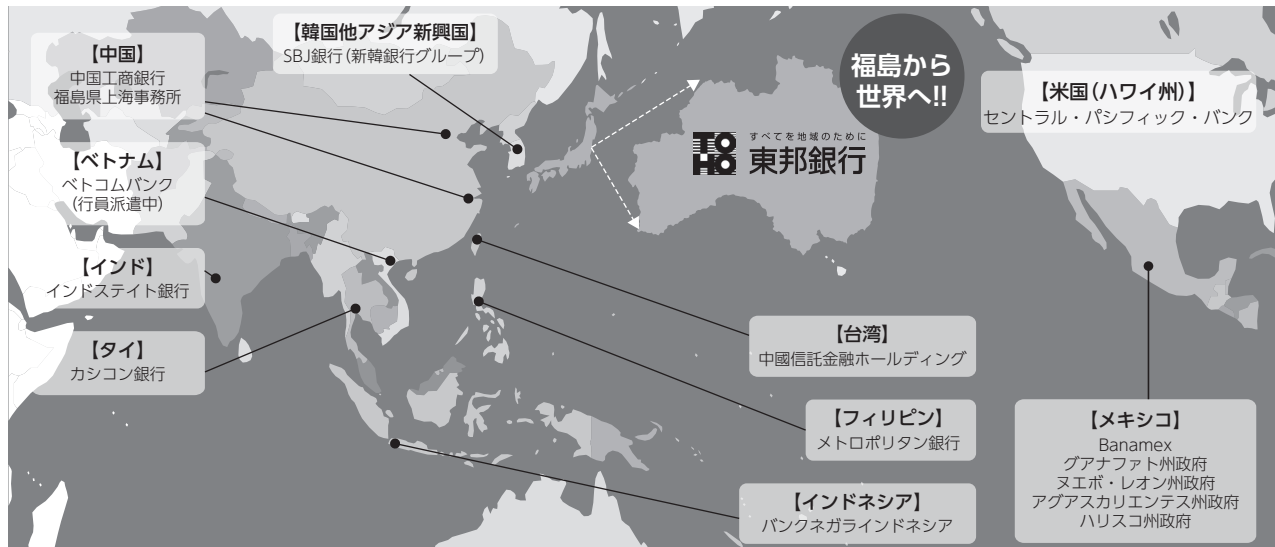 【中国】
中国工商銀行
福島県上海事務所
【韓国他アジア新興国】
SBJ銀行(新韓銀行グループ)
福島から
世界へ!!
【米国(ハワイ州)】
セントラル・パシフィック・バンク
【ベトナム】
ベトコムバンク
(行員派遣中)
TO
HO
すべてを地域のために
東邦銀行
【インド】
インドステイト銀行
【タイ】
カシコン銀行
【台湾】
中國信託金融ホールディング
【フィリピン】
メトロポリタン銀行
【インドネシア】
バンクネガラインドネシア
【メキシコ】
Banamex
グアナファト州政府
ヌエボ・レオン州政府
アグアスカリエンテス州政府
ハリスコ州政府